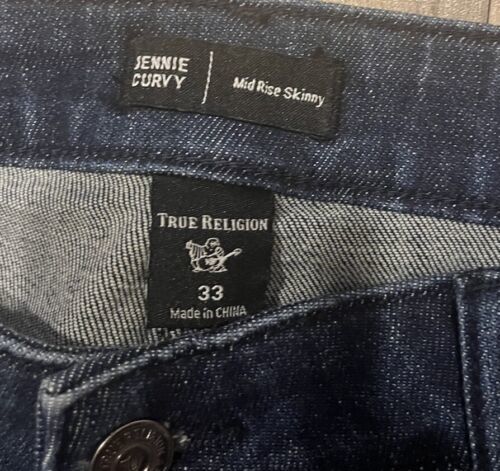 JENNIE
CURVY
Mid Rise Skinny
TRUE RELIGION
33
Made in CHINA